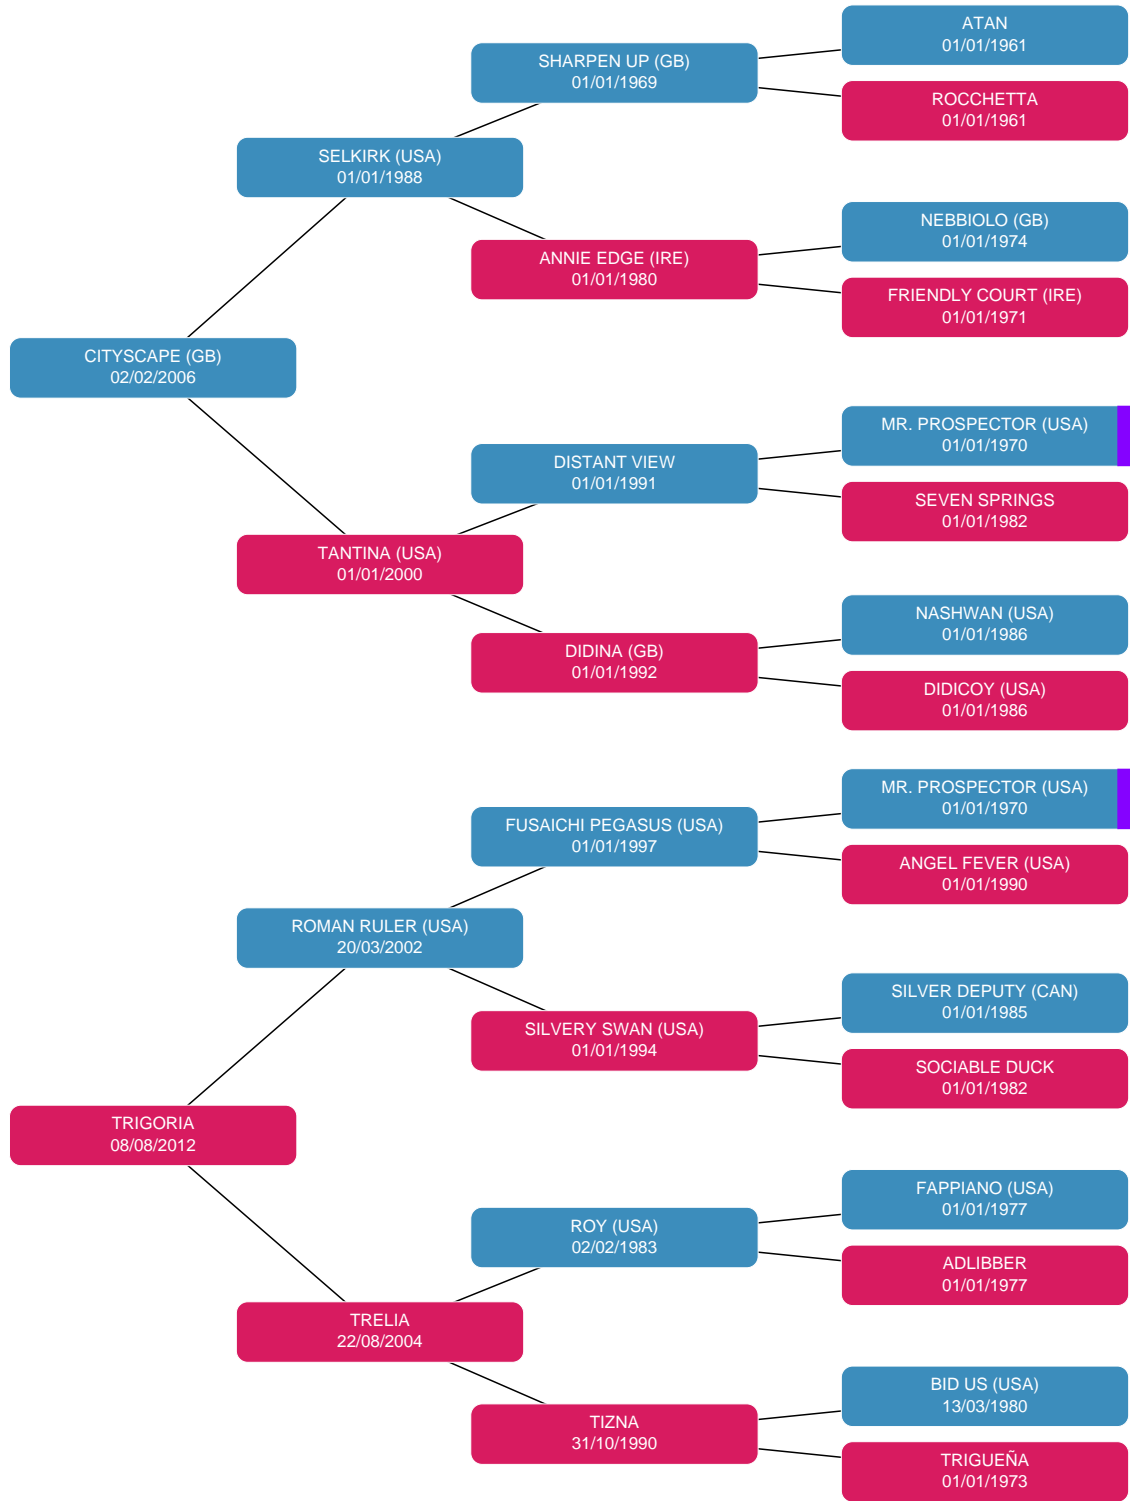 ATAN
01/01/1961
SHARPEN UP (GB)
01/01/1969
ROCCHETTA
01/01/1961
SELKIRK (USA)
01/01/1988
NEBBIOLO (GB)
01/01/1974
ANNIE EDGE (IRE)
01/01/1980
FRIENDLY COURT (IRE)
01/01/1971
CITYSCAPE (GB)
02/02/2006
MR. PROSPECTOR (USA)
01/01/1970
DISTANT VIEW
01/01/1991
SEVEN SPRINGS
01/01/1982
TANTINA (USA)
01/01/2000
NASHWAN (USA)
01/01/1986
DIDINA (GB)
01/01/1992
DIDICOY (USA)
01/01/1986
MR. PROSPECTOR (USA)
01/01/1970
FUSAICHI PEGASUS (USA)
01/01/1997
ANGEL FEVER (USA)
01/01/1990
ROMAN RULER (USA)
20/03/2002
SILVER DEPUTY (CAN)
01/01/1985
SILVERY SWAN (USA)
01/01/1994
SOCIABLE DUCK
01/01/1982
TRIGORIA
08/08/2012
FAPPIANO (USA)
01/01/1977
ROY (USA)
02/02/1983
ADLIBBER
01/01/1977
TRELIA
22/08/2004
BID US (USA)
13/03/1980
TIZNA
31/10/1990
TRIGUEÑA
01/01/1973